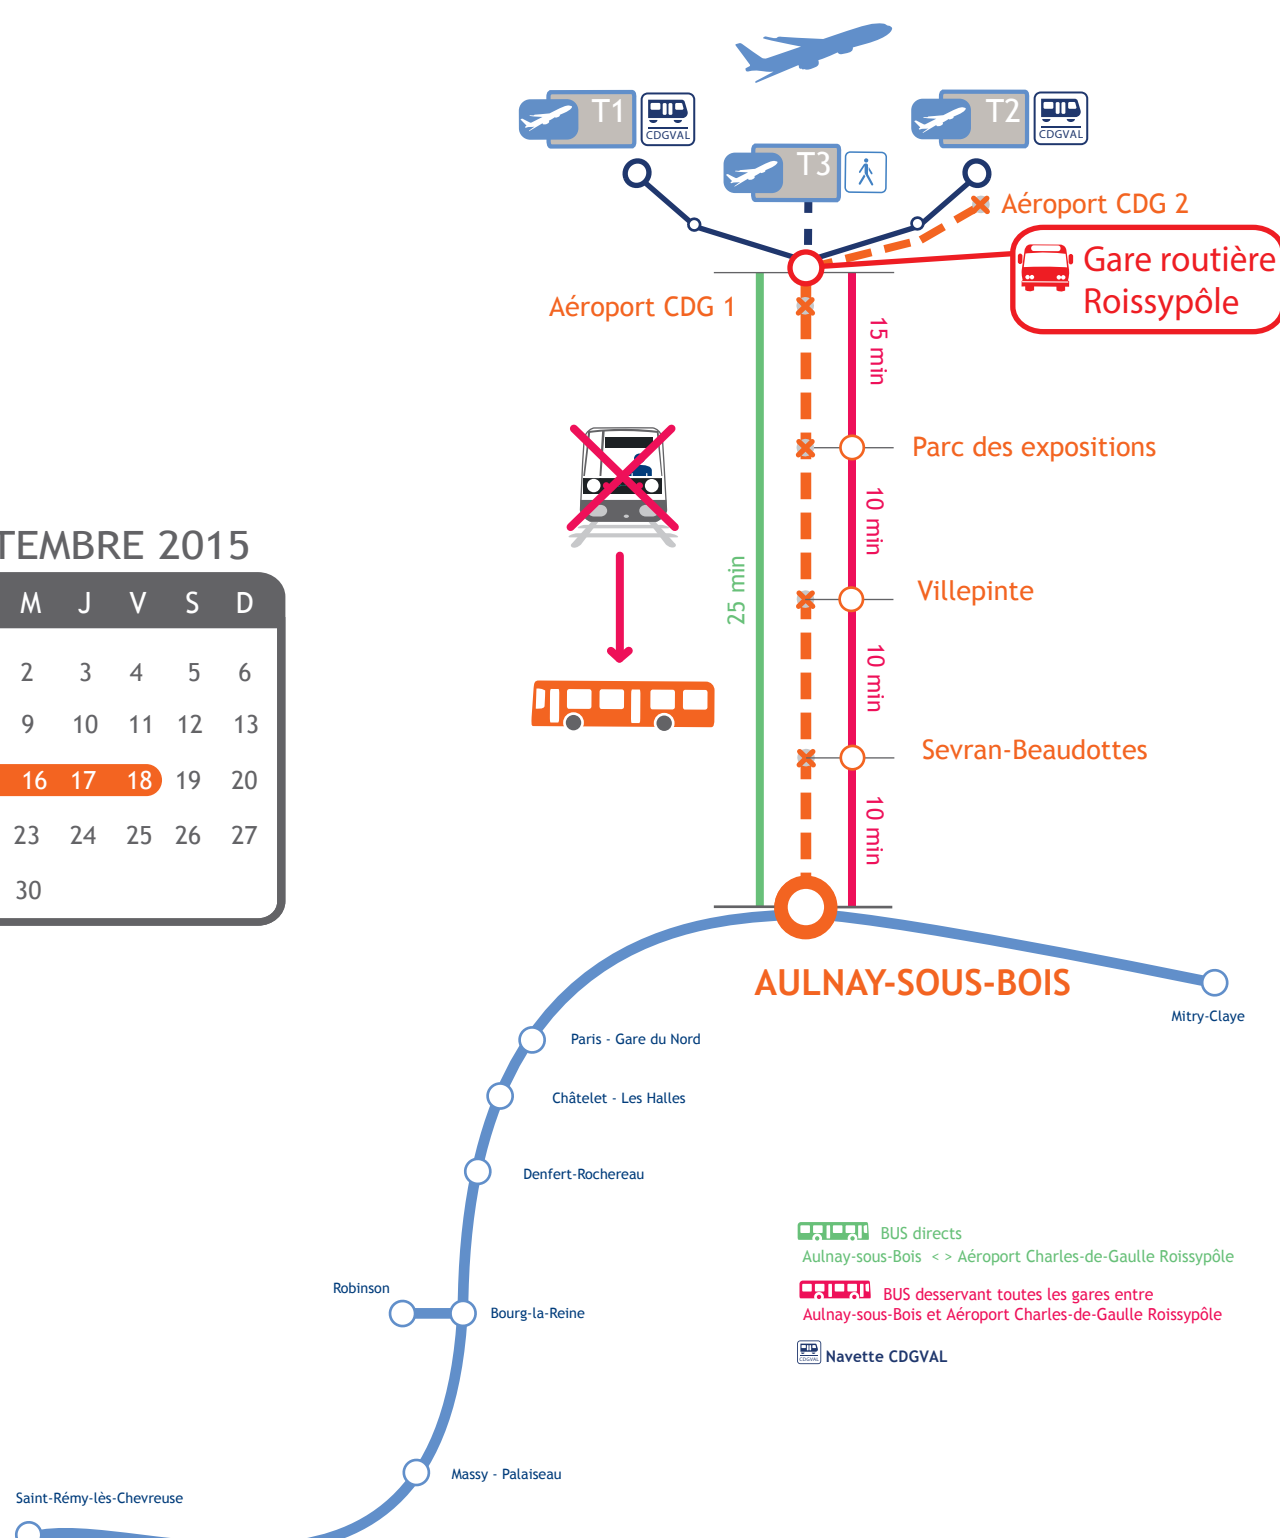 T1
CDGVAL
T2
CDGVAL
T3
Aéroport CDG 2
Gare routière
Roissypôle
Aéroport CDG 1
15 min
Parc des expositions
10 min
25 min
Villepinte
10 min
Sevran-Beaudottes
10 min
TEMBRE 2015
M J V S D
2 3 4 5 6
9 10 11 12 13
16 17 18 19 20
23 24 25 26 27
30
AULNAY-SOUS-BOIS
Mitry-Claye
Paris - Gare du Nord
Châtelet - Les Halles
Denfert-Rochereau
Robinson
Bourg-la-Reine
Massy - Palaiseau
Saint-Rémy-lès-Chevreuse
BUS directs
Aulnay-sous-Bois < > Aéroport Charles-de-Gaulle Roissypôle
BUS desservant toutes les gares entre
Aulnay-sous-Bois et Aéroport Charles-de-Gaulle Roissypôle
CDGVAL
Navette CDGVAL